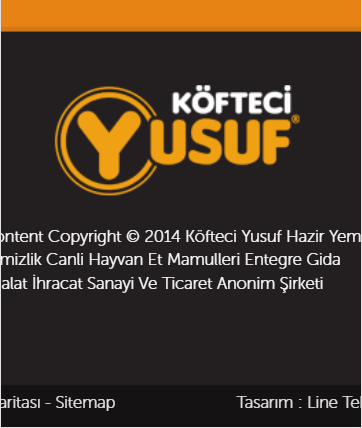 KÖFTECİ
YUSUF®
ontent Copyright © 2014 Köfteci Yusuf Hazir Yem
mizlik Canli Hayvan Et Mamulleri Entegre Gida
alat İhracat Sanayi Ve Ticaret Anonim Şirketi
aritası - Sitemap
Tasarım : Line Tel